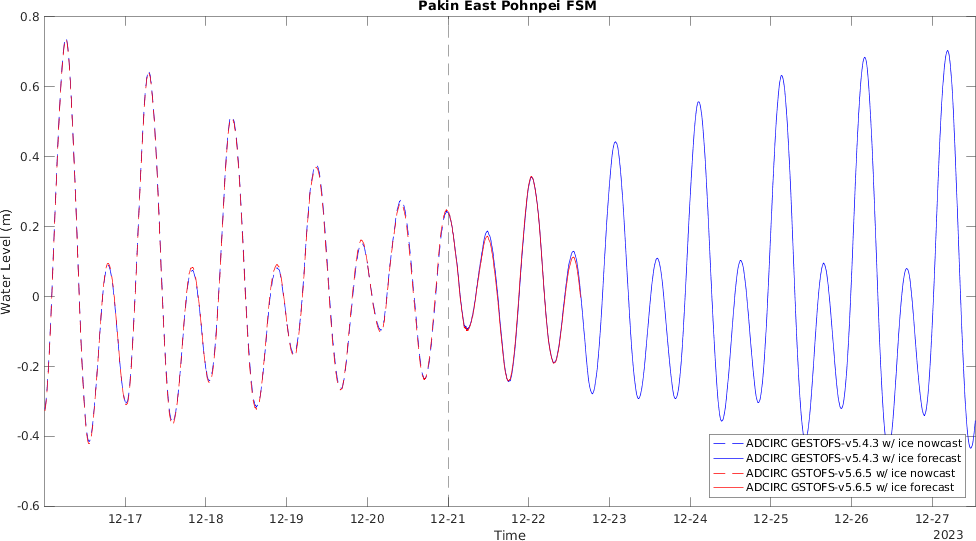 Pakin East Pohnpei FSM
0.8
0.6
0.4
0.2
0
-0.2
-0.4
-0.6
Water Level (m)
12-17 12-18 12-19 12-20 12-21 12-22 12-23 12-24 12-25 12-26 12-27
Time
2023
ADCIRC GESTOFS-v5.4.3 w/ ice nowcast
ADCIRC GESTOFS-v5.4.3 w/ ice forecast
ADCIRC GSTOFS-v5.6.5 w/ ice nowcast
ADCIRC GSTOFS-v5.6.5 w/ ice forecast